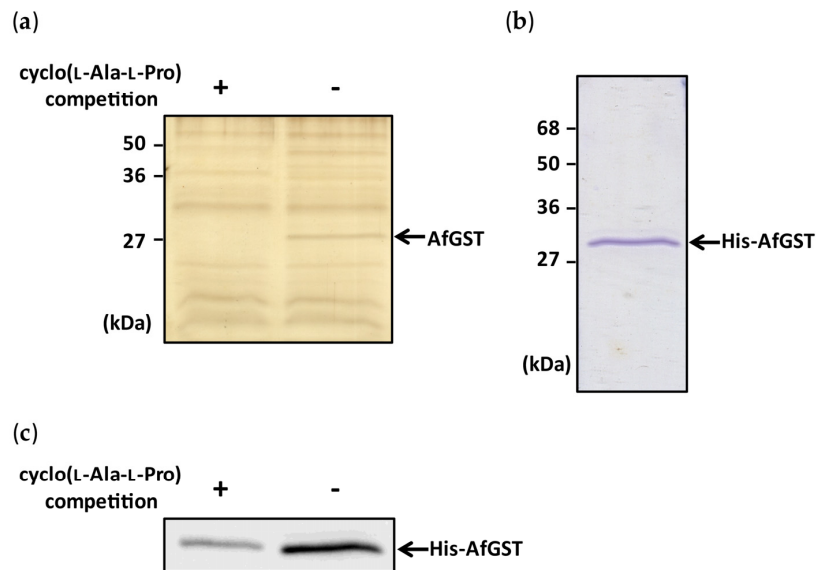 (a)
cyclo(L-Ala-L-Pro)
competition
+ -
50
36
27
AfGST
(kDa)
(b)
68
50
36
His-AfGST
27
(kDa)
(c)
cyclo(L-Ala-L-Pro)
competition
+ -
His-AfGST